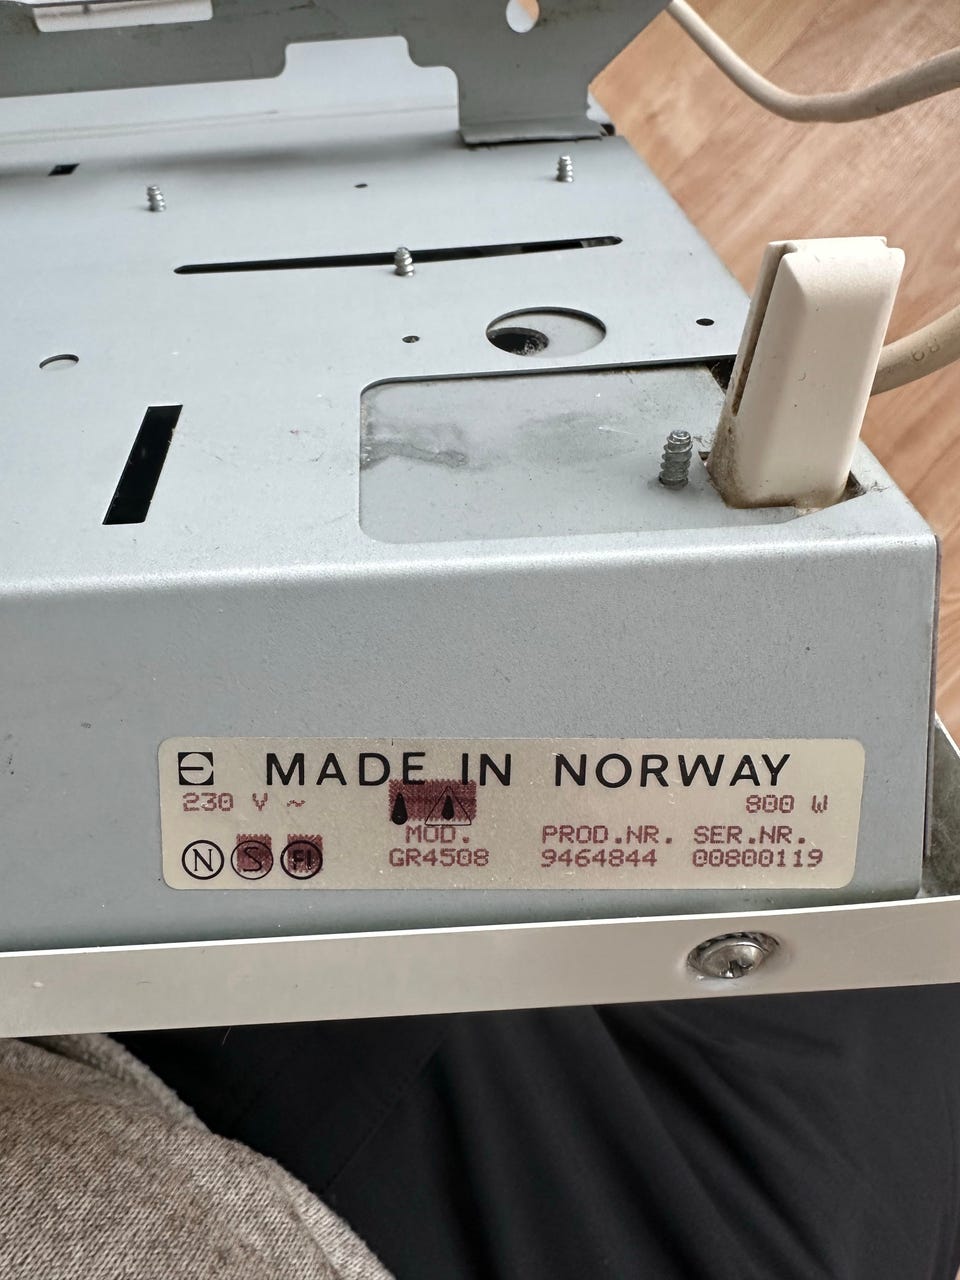 MADE IN NORWAY
230 V ~ 800 W
MOD. PROD.NR. SER.NR.
N S FI GR4508 9464844 00800119